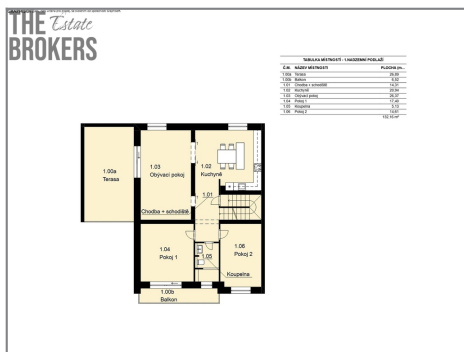 THE Estate
BROKERS
TABULKA MÍSTNOSTÍ - 1.NADZEMNÍ PODLAŽÍ
Č.M. NÁZEV MÍSTNOSTI PLOCHA (m...
1.00a Terasa
1.00b Balkon
1.01 Chodba + schodiště
1.02 Kuchyně
1.03 Obývací pokoj
1.04 Pokoj 1
1.05 Koupelna
1.06 Pokoj 2
1.00a
Terasa
1.03
Obývací pokoj
1.02
Kuchyně
1.01
Chodba + schodiště
1.04
Pokoj 1
1.05
1.06
Pokoj 2
Koupelna
1.00b
Balkon